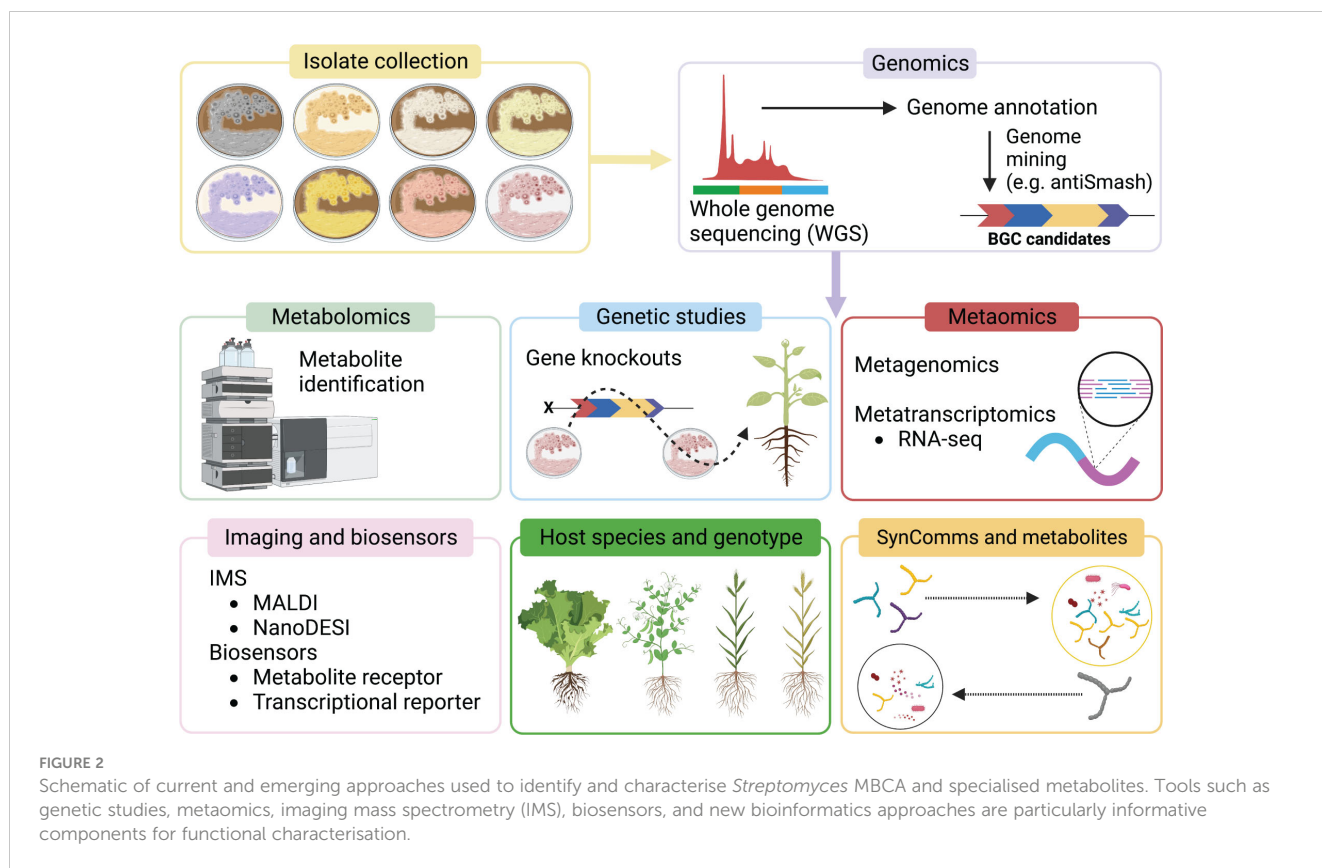 Isolate collection
Genomics
Genome annotation
Genome
mining
(e.g. antiSmash)
Whole genome
sequencing (WGS)
BGC candidates
Metabolomics
Metabolite
identification
Genetic studies
Gene knockouts
X
Metaomics
Metagenomics
Metatranscriptomics
• RNA-seq
Imaging and biosensors
IMS
• MALDI
• NanoDESI
Biosensors
• Metabolite receptor
• Transcriptional reporter
Host species and genotype
SynComms and metabolites
FIGURE 2
Schematic of current and emerging approaches used to identify and characterise Streptomyces MBCA and specialised metabolites. Tools such as
genetic studies, metaomics, imaging mass spectrometry (IMS), biosensors, and new bioinformatics approaches are particularly informative
components for functional characterisation.